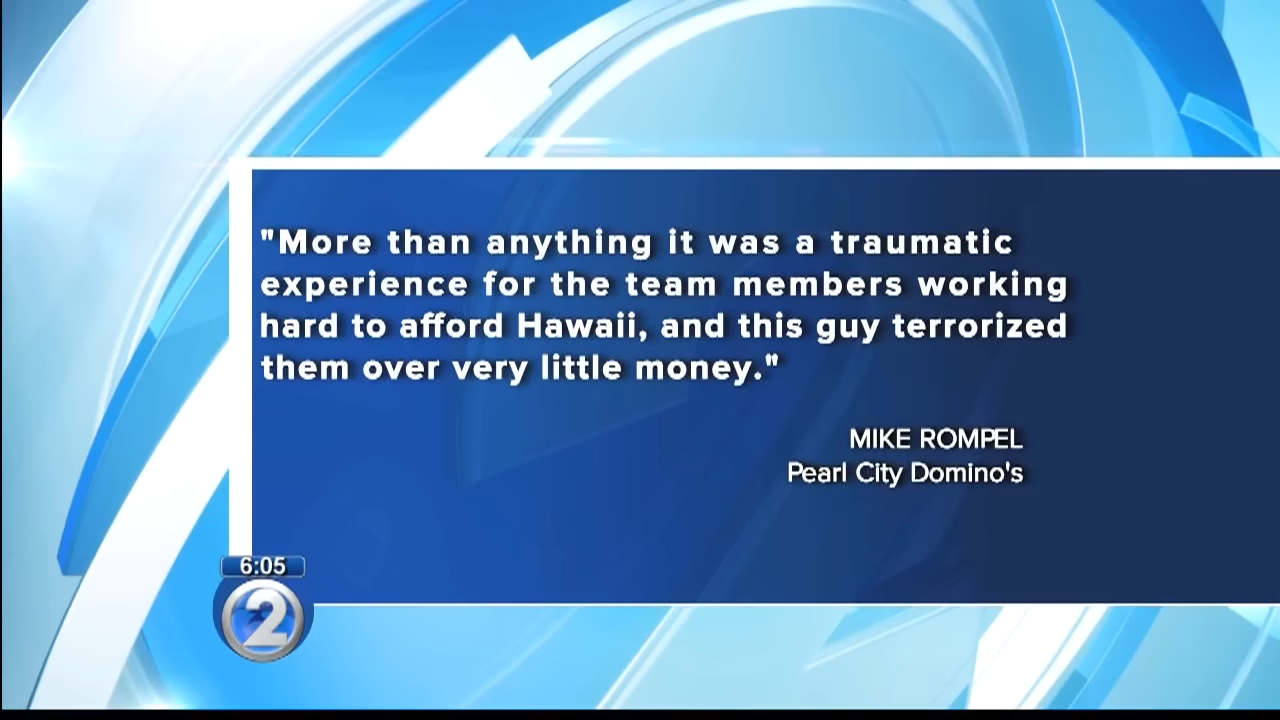 "More than anything it was a traumatic
experience for the team members working
hard to afford Hawaii, and this guy terrorized
them over very little money."
MIKE ROMPEL
Pearl City Domino's
6:05
2